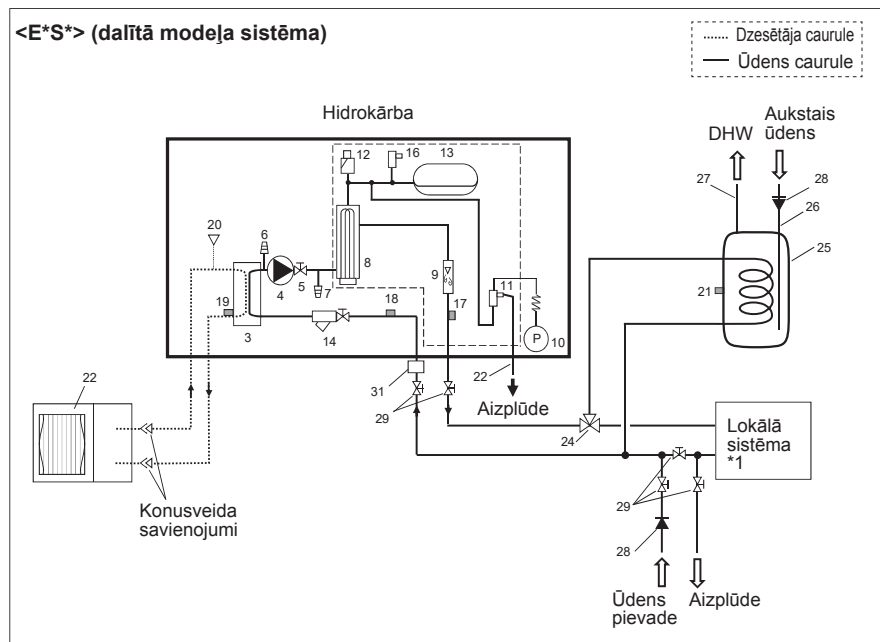 <E*S*> (dalītā modeļa sistēma)
Dzesētāja caurule
Ūdens caurule
Hidrokārba
DHW
Aukstais
ūdens
12
16
13
27
28
26
25
20
6
8
9
11
21
19
4
5
7
18
17
3
14
P
10
22
31
22
29
Aizplūde
24
Lokālā
sistēma
*1
Konusveida
savienojumi
29
28
Ūdens
pievade
Aizplūde